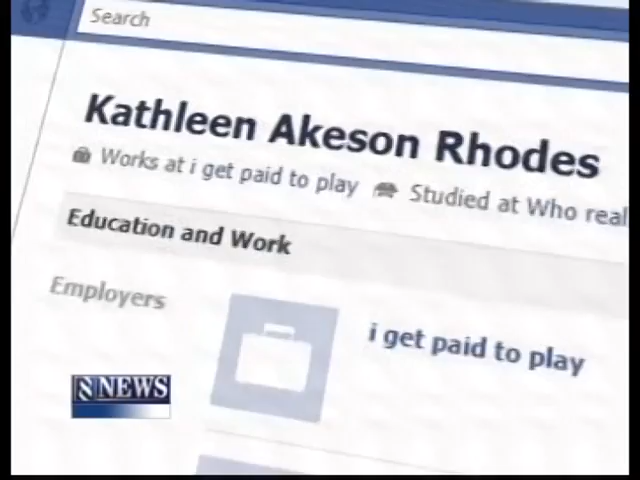 Search
Kathleen Akeson Rhodes
Works at i get paid to play Studied at Who real
Education and Work
Employers
i get paid to play
NEWS